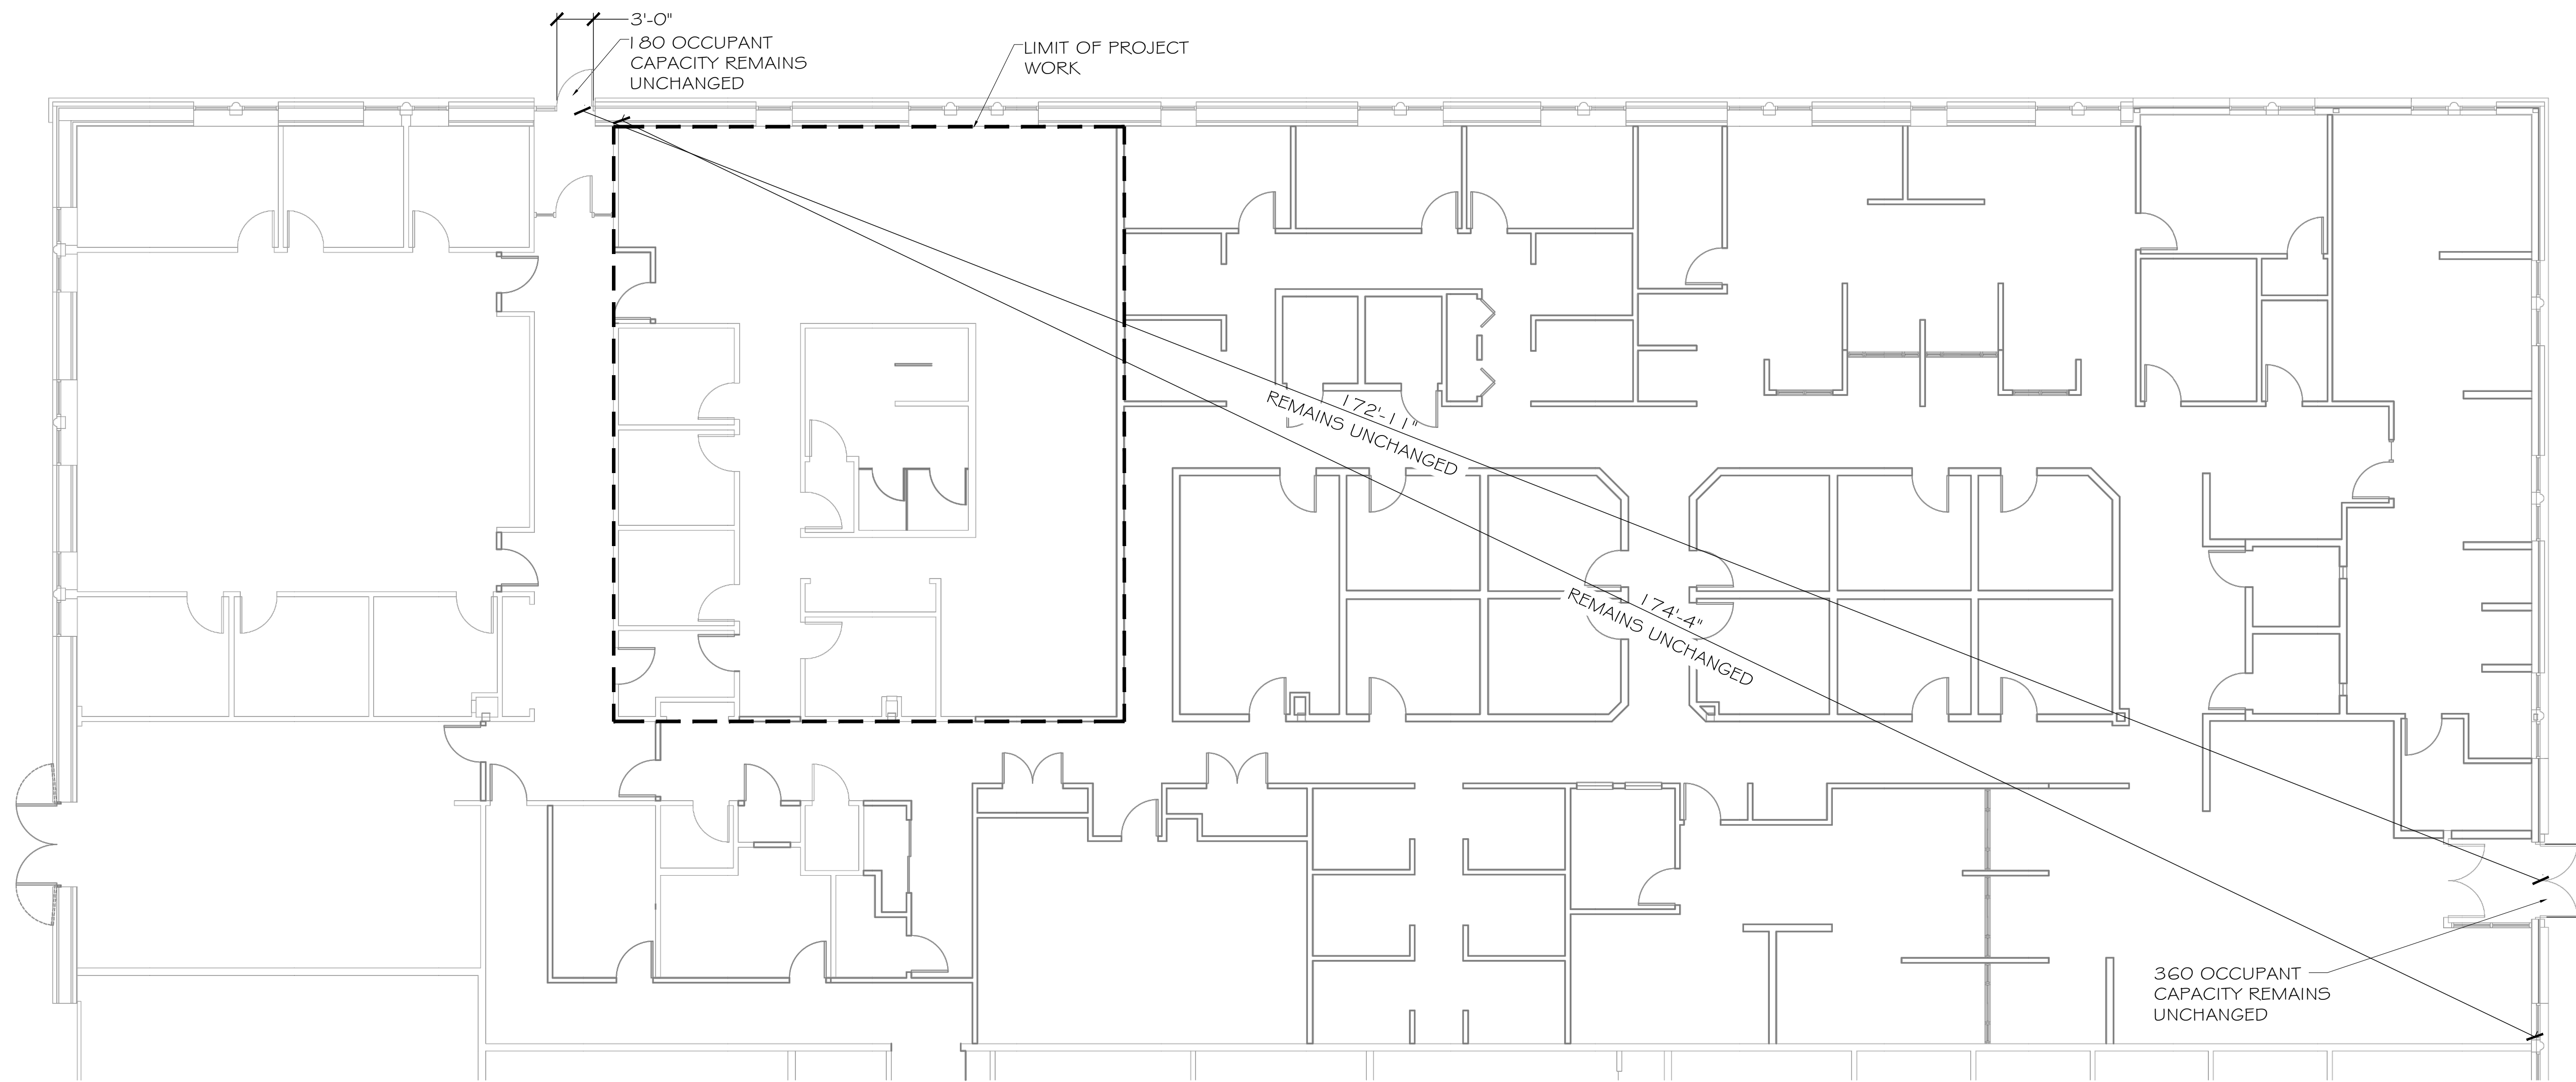 3'-0"
180 OCCUPANT
CAPACITY REMAINS
UNCHANGED
LIMIT OF PROJECT
WORK
172'-11"
REMAINS UNCHANGED
174'-4"
REMAINS UNCHANGED
360 OCCUPANT
CAPACITY REMAINS
UNCHANGED